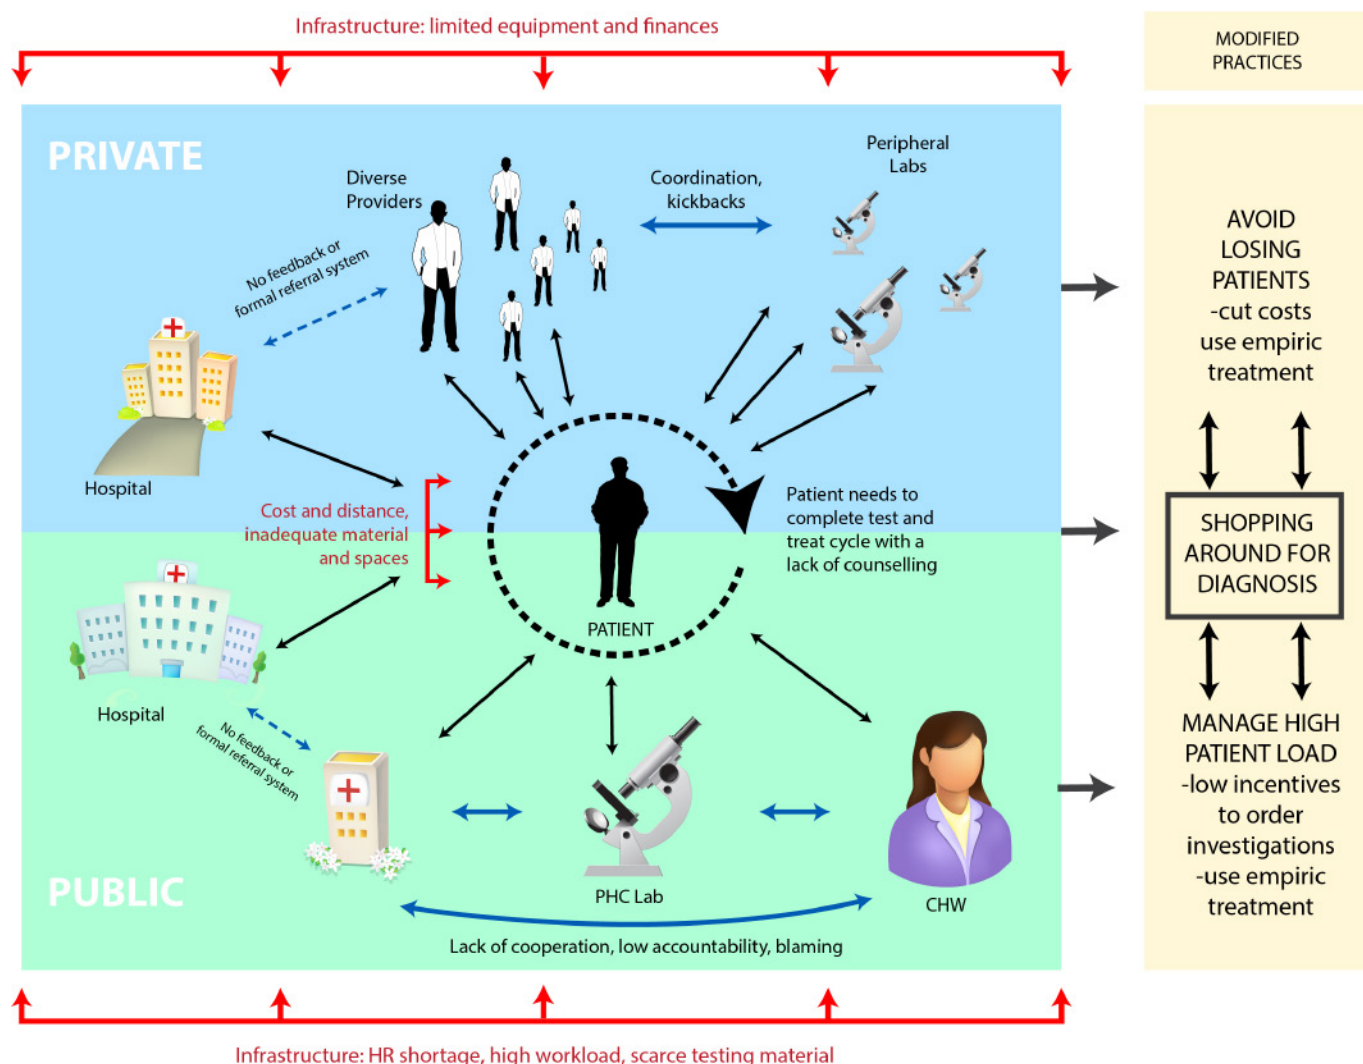 Infrastructure: limited equipment and finances
MODIFIED
PRACTICES
PRIVATE
Diverse
Providers
Coordination,
kickbacks
Peripheral
Labs
No feedback or
formal referral system
Hospital
AVOID
LOSING
PATIENTS
-cut costs
use empiric
treatment
Cost and distance,
inadequate material
and spaces
Patient needs to
complete test and
treat cycle with a
lack of counselling
PATIENT
SHOPPING
AROUND FOR
DIAGNOSIS
Hospital
No feedback or
formal referral system
PUBLIC
PHC Lab
CHW
Lack of cooperation, low accountability, blaming
MANAGE HIGH
PATIENT LOAD
-low incentives
to order
investigations
-use empiric
treatment
Infrastructure: HR shortage, high workload, scarce testing material